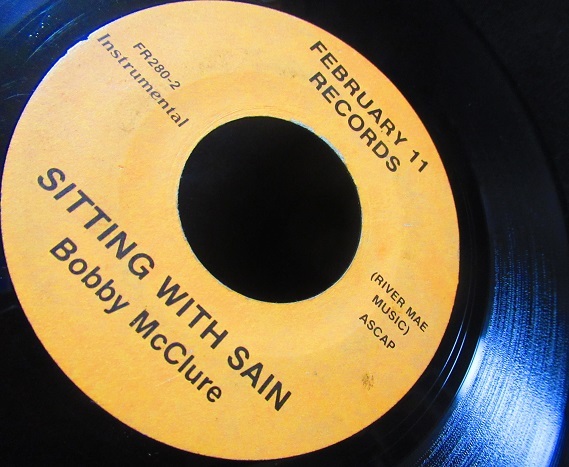 FEBRUARY 11
RECORDS
FR280-2
Instrumental
(RIVER MAE
MUSIC)
ASCAP
SITTING WITH SAIN
Bobby McClure